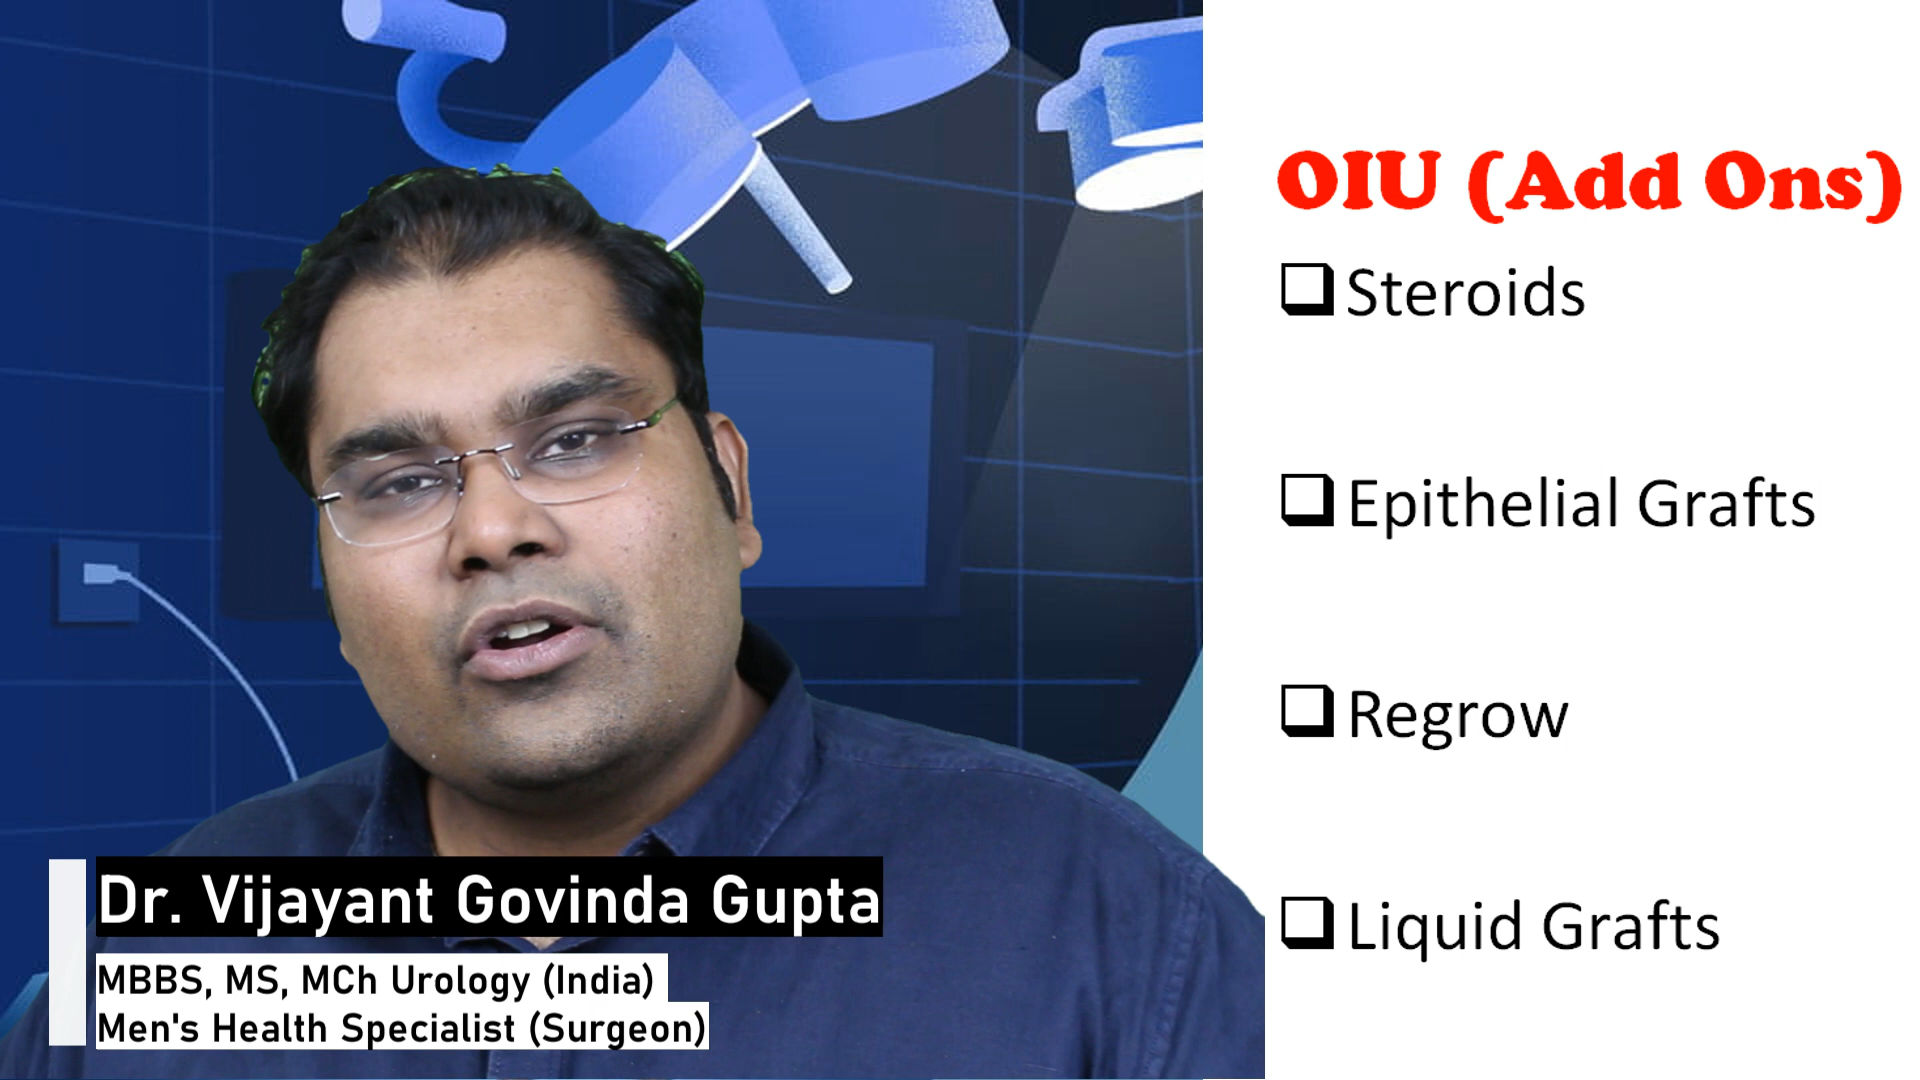 OIU (Add Ons)
Steroids
Epithelial Grafts
Regrow
Liquid Grafts
Dr. Vijayant Govinda Gupta
MBBS, MS, MCh Urology (India)
Men's Health Specialist (Surgeon)